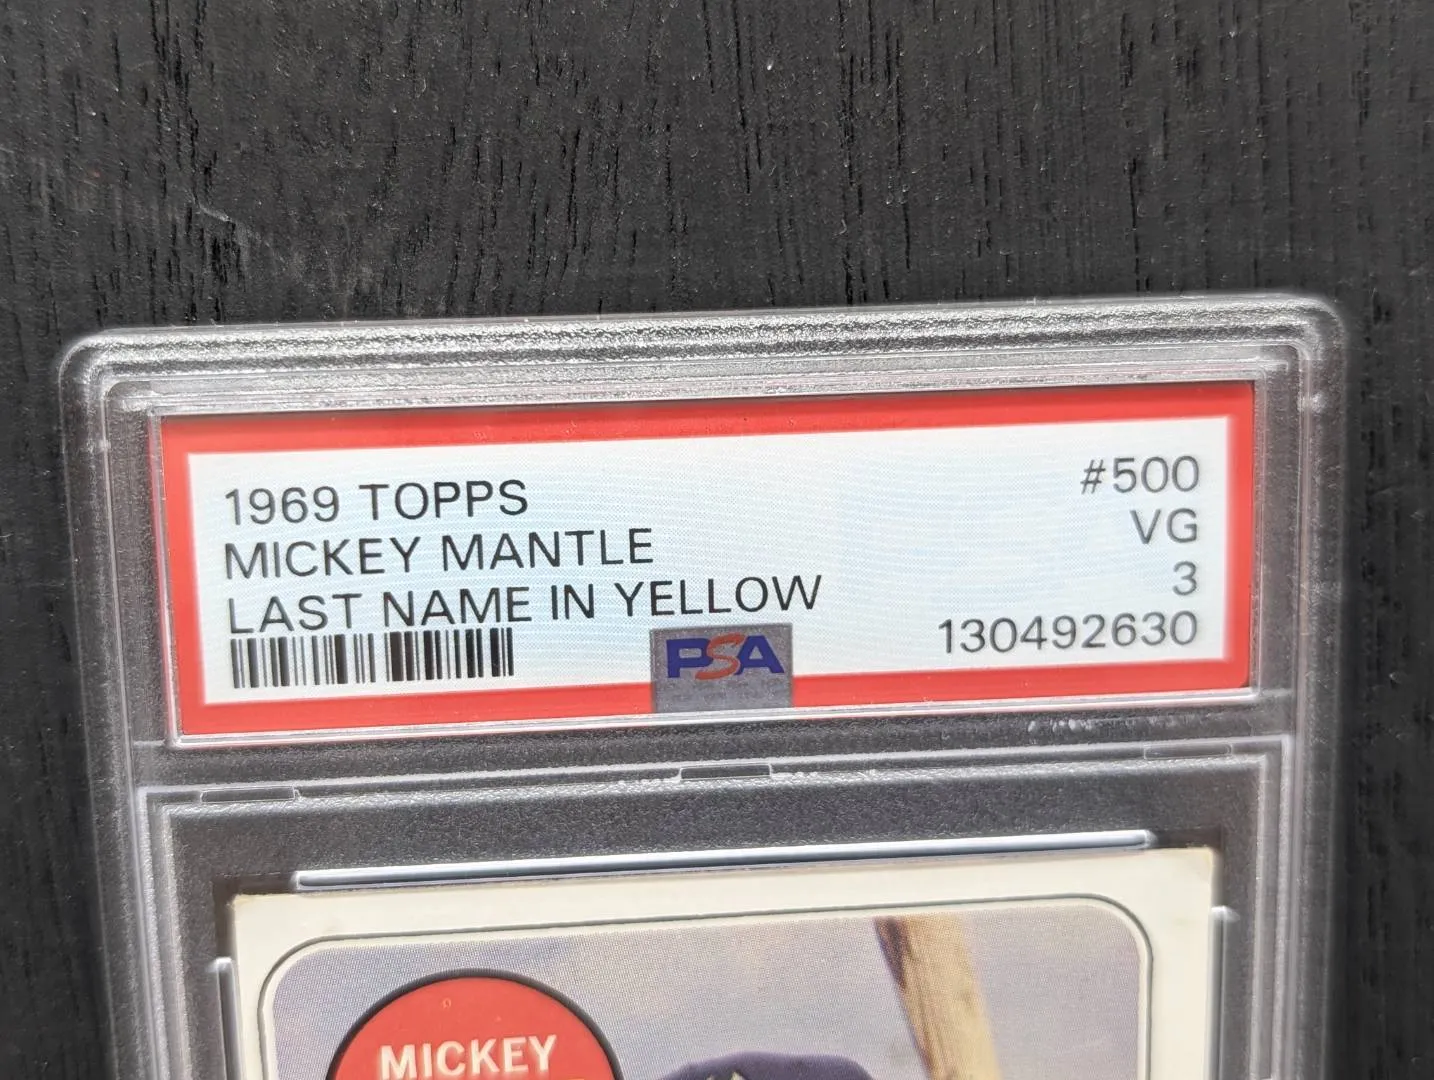 1969 TOPPS #500
MICKEY MANTLE VG
LAST NAME IN YELLOW 3
PSA 130492630
MICKEY